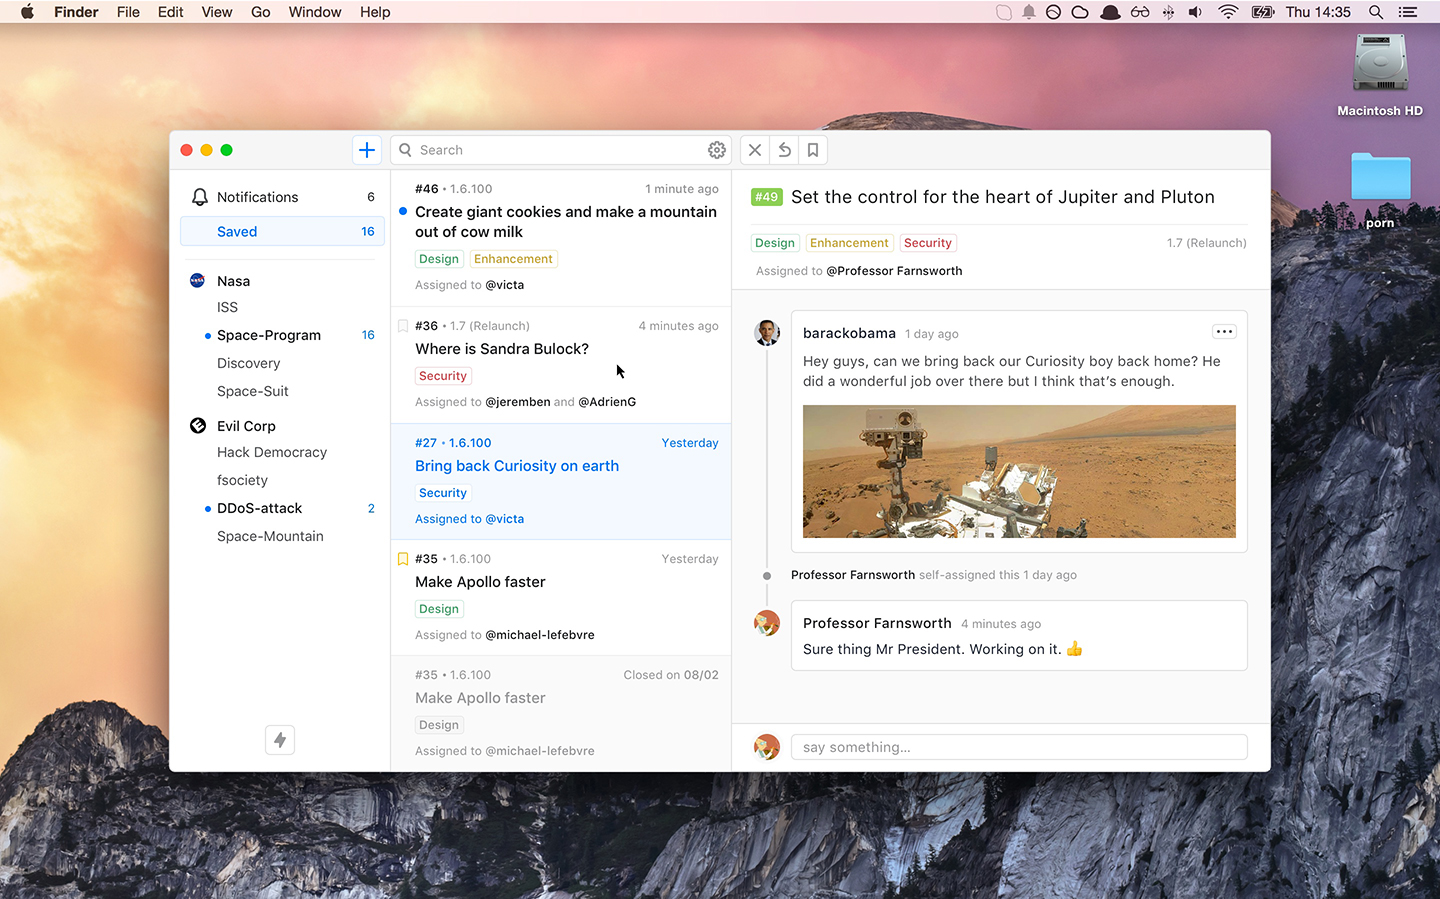 Finder File Edit View Go Window Help
Thu 14:35
Macintosh HD
porn
Search
Notifications 6
Saved 16
Nasa
ISS
Space-Program 16
Discovery
Space-Suit
Evil Corp
Hack Democracy
fsociety
DDoS-attack 2
Space-Mountain
#46 • 1.6.100 1 minute ago
Create giant cookies and make a mountain
out of cow milk
Design Enhancement
Assigned to @victa
#36 • 1.7 (Relaunch) 4 minutes ago
Where is Sandra Bulock?
Security
Assigned to @jeremben and @AdrienG
#27 • 1.6.100 Yesterday
Bring back Curiosity on earth
Security
Assigned to @victa
#35 • 1.6.100 Yesterday
Make Apollo faster
Design
Assigned to @michael-lefebvre
#35 • 1.6.100 Closed on 08/02
Make Apollo faster
Design
Assigned to @michael-lefebvre
#49 Set the control for the heart of Jupiter and Pluton
Design Enhancement Security 1.7 (Relaunch)
Assigned to @Professor Farnsworth
barackobama 1 day ago
Hey guys, can we bring back our Curiosity boy back home? He
did a wonderful job over there but I think that’s enough.
Professor Farnsworth self-assigned this 1 day ago
Professor Farnsworth 4 minutes ago
Sure thing Mr President. Working on it. 👍
say something...